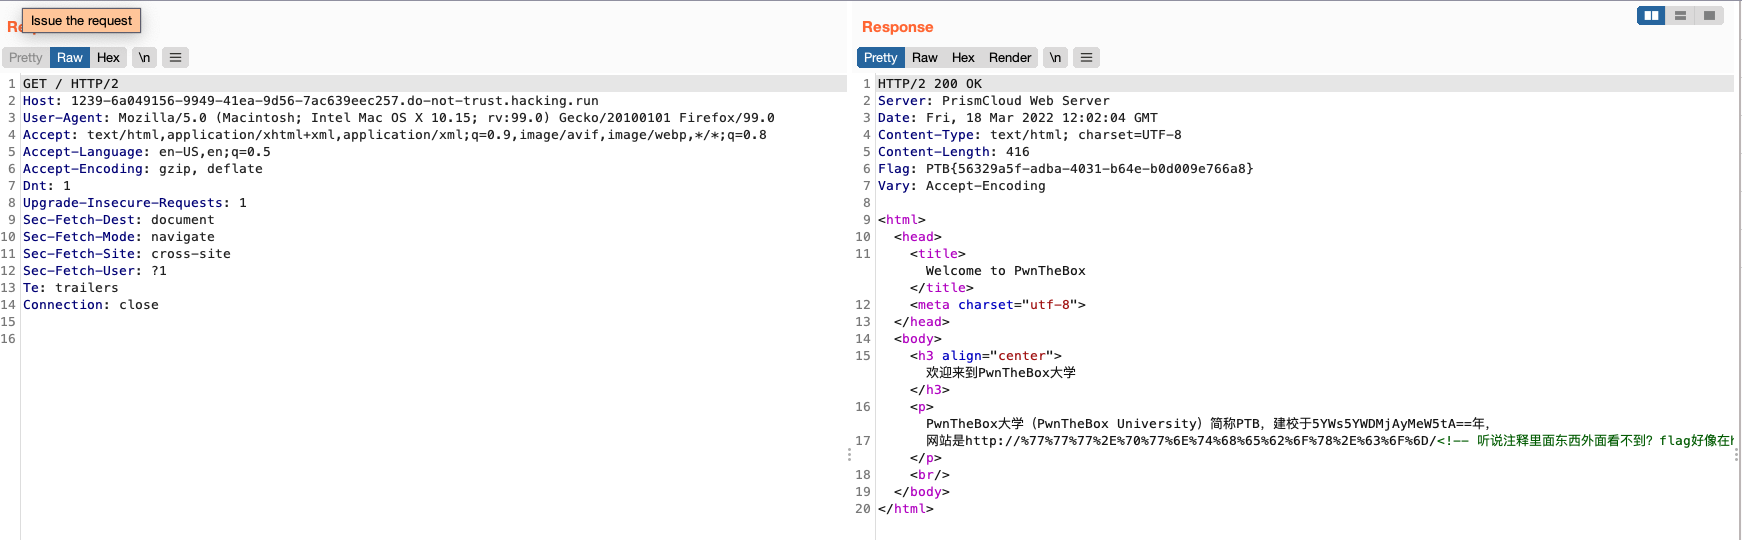 Issue the request
Pretty Raw Hex \n
1 GET / HTTP/2
2 Host: 1239-6a049156-9949-41ea-9d56-7ac639eec257.do-not-trust.hacking.run
3 User-Agent: Mozilla/5.0 (Macintosh; Intel Mac OS X 10.15; rv:99.0) Gecko/20100101 Firefox/99.0
4 Accept: text/html,application/xhtml+xml,application/xml;q=0.9,image/avif,image/webp,*/*;q=0.8
5 Accept-Language: en-US,en;q=0.5
6 Accept-Encoding: gzip, deflate
7 Dnt: 1
8 Upgrade-Insecure-Requests: 1
9 Sec-Fetch-Dest: document
10 Sec-Fetch-Mode: navigate
11 Sec-Fetch-Site: cross-site
12 Sec-Fetch-User: ?1
13 Te: trailers
14 Connection: close
15
16
Response
Pretty Raw Hex Render \n
1 HTTP/2 200 OK
2 Server: PrismCloud Web Server
3 Date: Fri, 18 Mar 2022 12:02:04 GMT
4 Content-Type: text/html; charset=UTF-8
5 Content-Length: 416
6 Flag: PTB{56329a5f-adba-4031-b64e-b0d009e766a8}
7 Vary: Accept-Encoding
8
9 <html>
10 <head>
11 <title>
Welcome to PwnTheBox
</title>
12 <meta charset="utf-8">
13 </head>
14 <body>
15 <h3 align="center">
欢迎来到PwnTheBox大学
</h3>
16 <p>
PwnTheBox大学（PwnTheBox University）简称PTB，建校于5YWs5YWDMjAyMeW5tA==年，
17 网站是http://%77%77%77%2E%70%77%6E%74%68%65%62%6F%78%2E%63%6F%6D/<!-- 听说注释里面东西外面看不到？flag好像在
</p>
18 <br/>
19 </body>
20 </html>